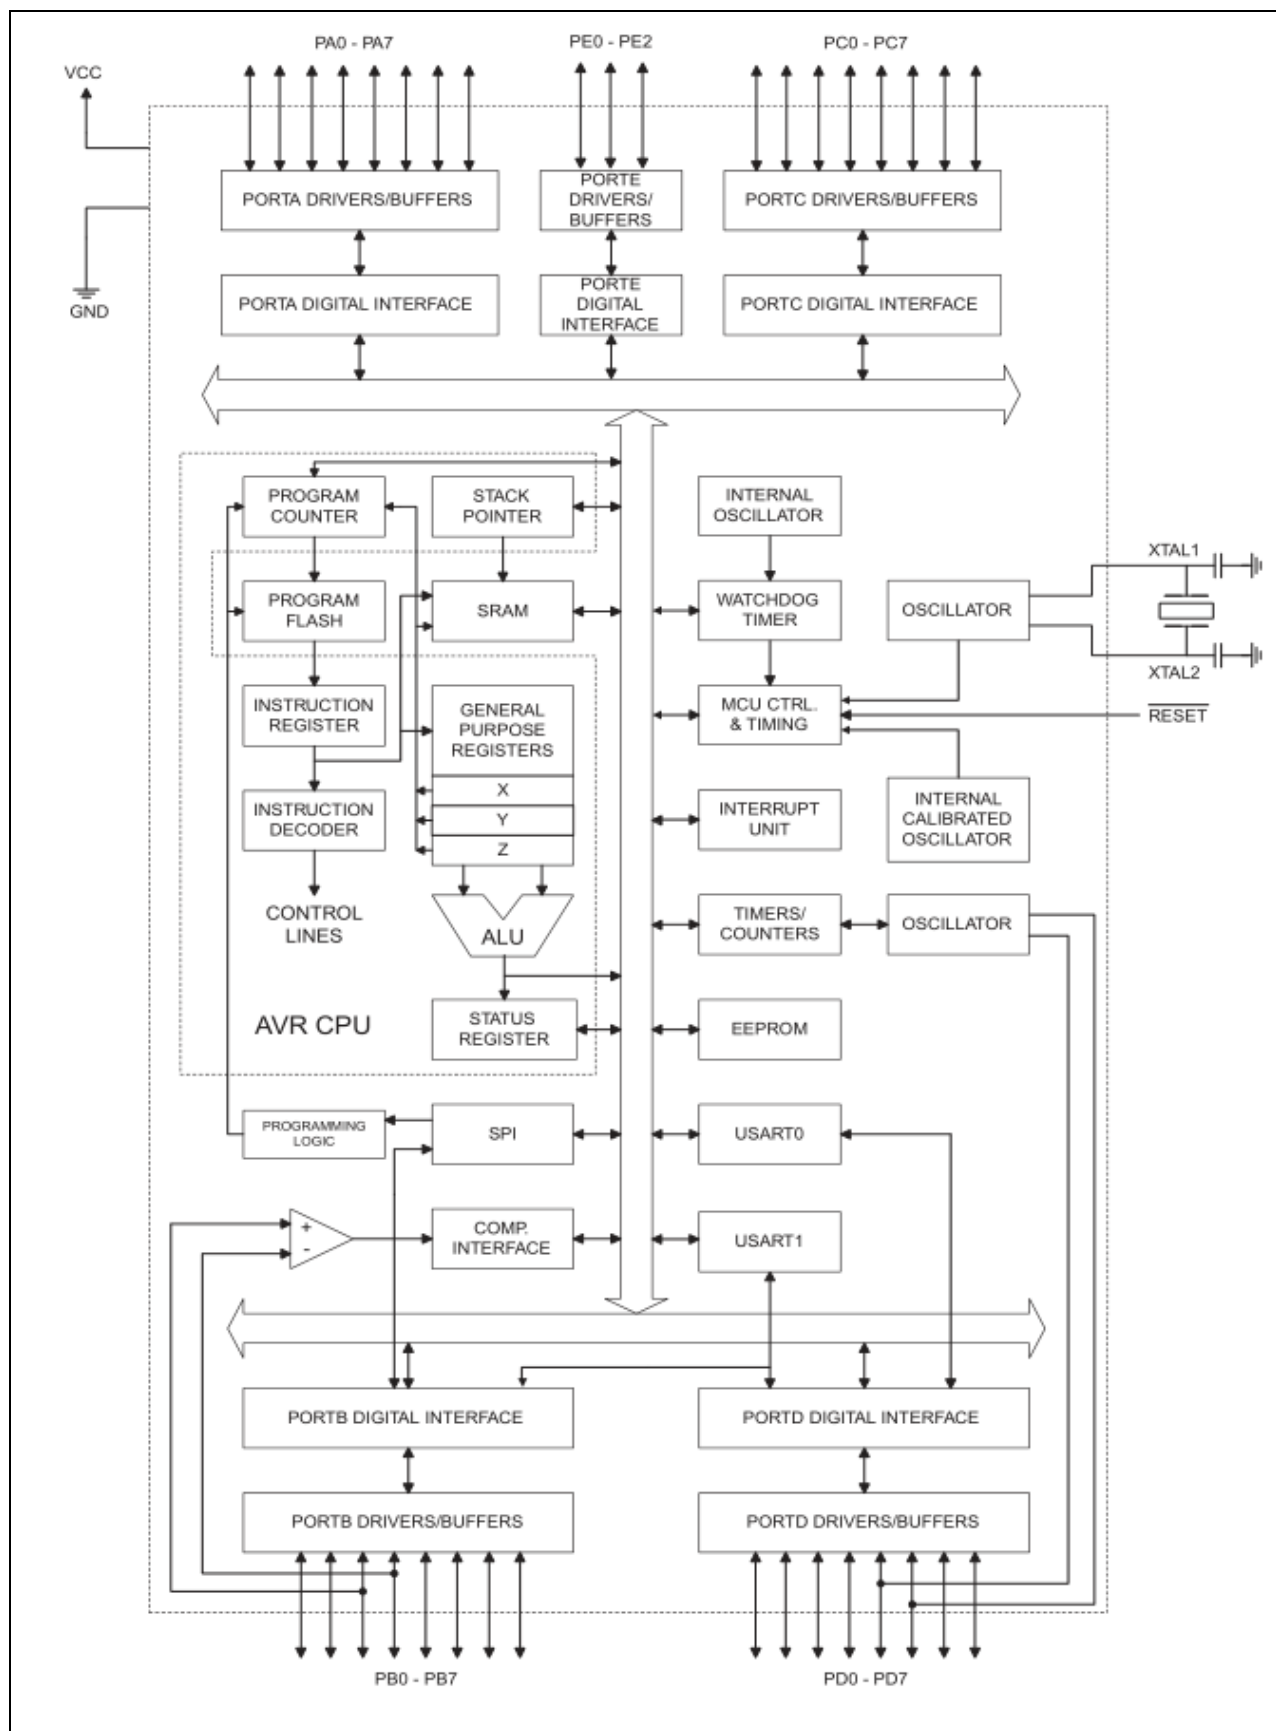 PA0 - PA7
PE0 - PE2
PC0 - PC7
VCC
PORTA DRIVERS/BUFFERS
PORTE
DRIVERS/
BUFFERS
PORTC DRIVERS/BUFFERS
GND
PORTA DIGITAL INTERFACE
PORTE
DIGITAL
INTERFACE
PORTC DIGITAL INTERFACE
PROGRAM
COUNTER
STACK
POINTER
INTERNAL
OSCILLATOR
XTAL1
PROGRAM
FLASH
SRAM
WATCHDOG
TIMER
OSCILLATOR
XTAL2
INSTRUCTION
REGISTER
GENERAL
PURPOSE
REGISTERS
MCU CTRL.
& TIMING
RESET
X
Y
Z
INSTRUCTION
DECODER
INTERRUPT
UNIT
INTERNAL
CALIBRATED
OSCILLATOR
CONTROL
LINES
ALU
TIMERS/
COUNTERS
OSCILLATOR
AVR CPU
STATUS
REGISTER
EEPROM
PROGRAMMING
LOGIC
SPI
USART0
+
-
COMP.
INTERFACE
USART1
PORTB DIGITAL INTERFACE
PORTD DIGITAL INTERFACE
PORTB DRIVERS/BUFFERS
PORTD DRIVERS/BUFFERS
PB0 - PB7
PD0 - PD7